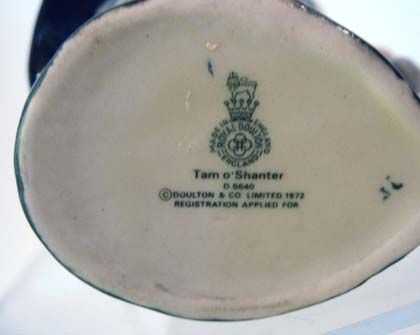 MADE IN ENGLAND
ROYAL DOULTON
ENGLAND
Tam o'Shanter
D 6640
© DOULTON & CO. LIMITED 1972
REGISTRATION APPLIED FOR